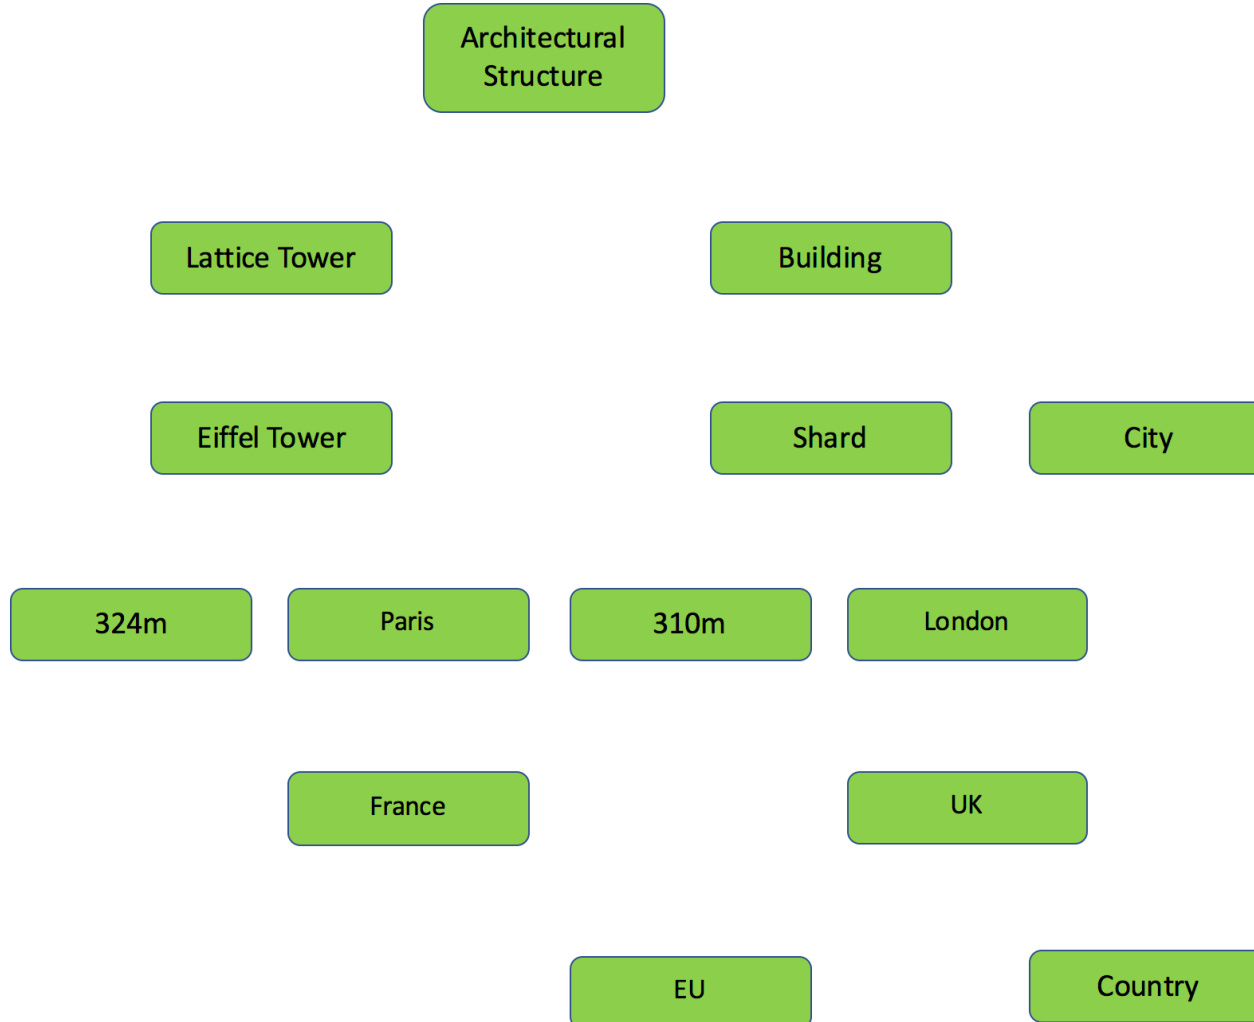 Architectural
Structure
Lattice Tower
Building
Eiffel Tower
Shard
City
324m
Paris
310m
London
France
UK
EU
Country